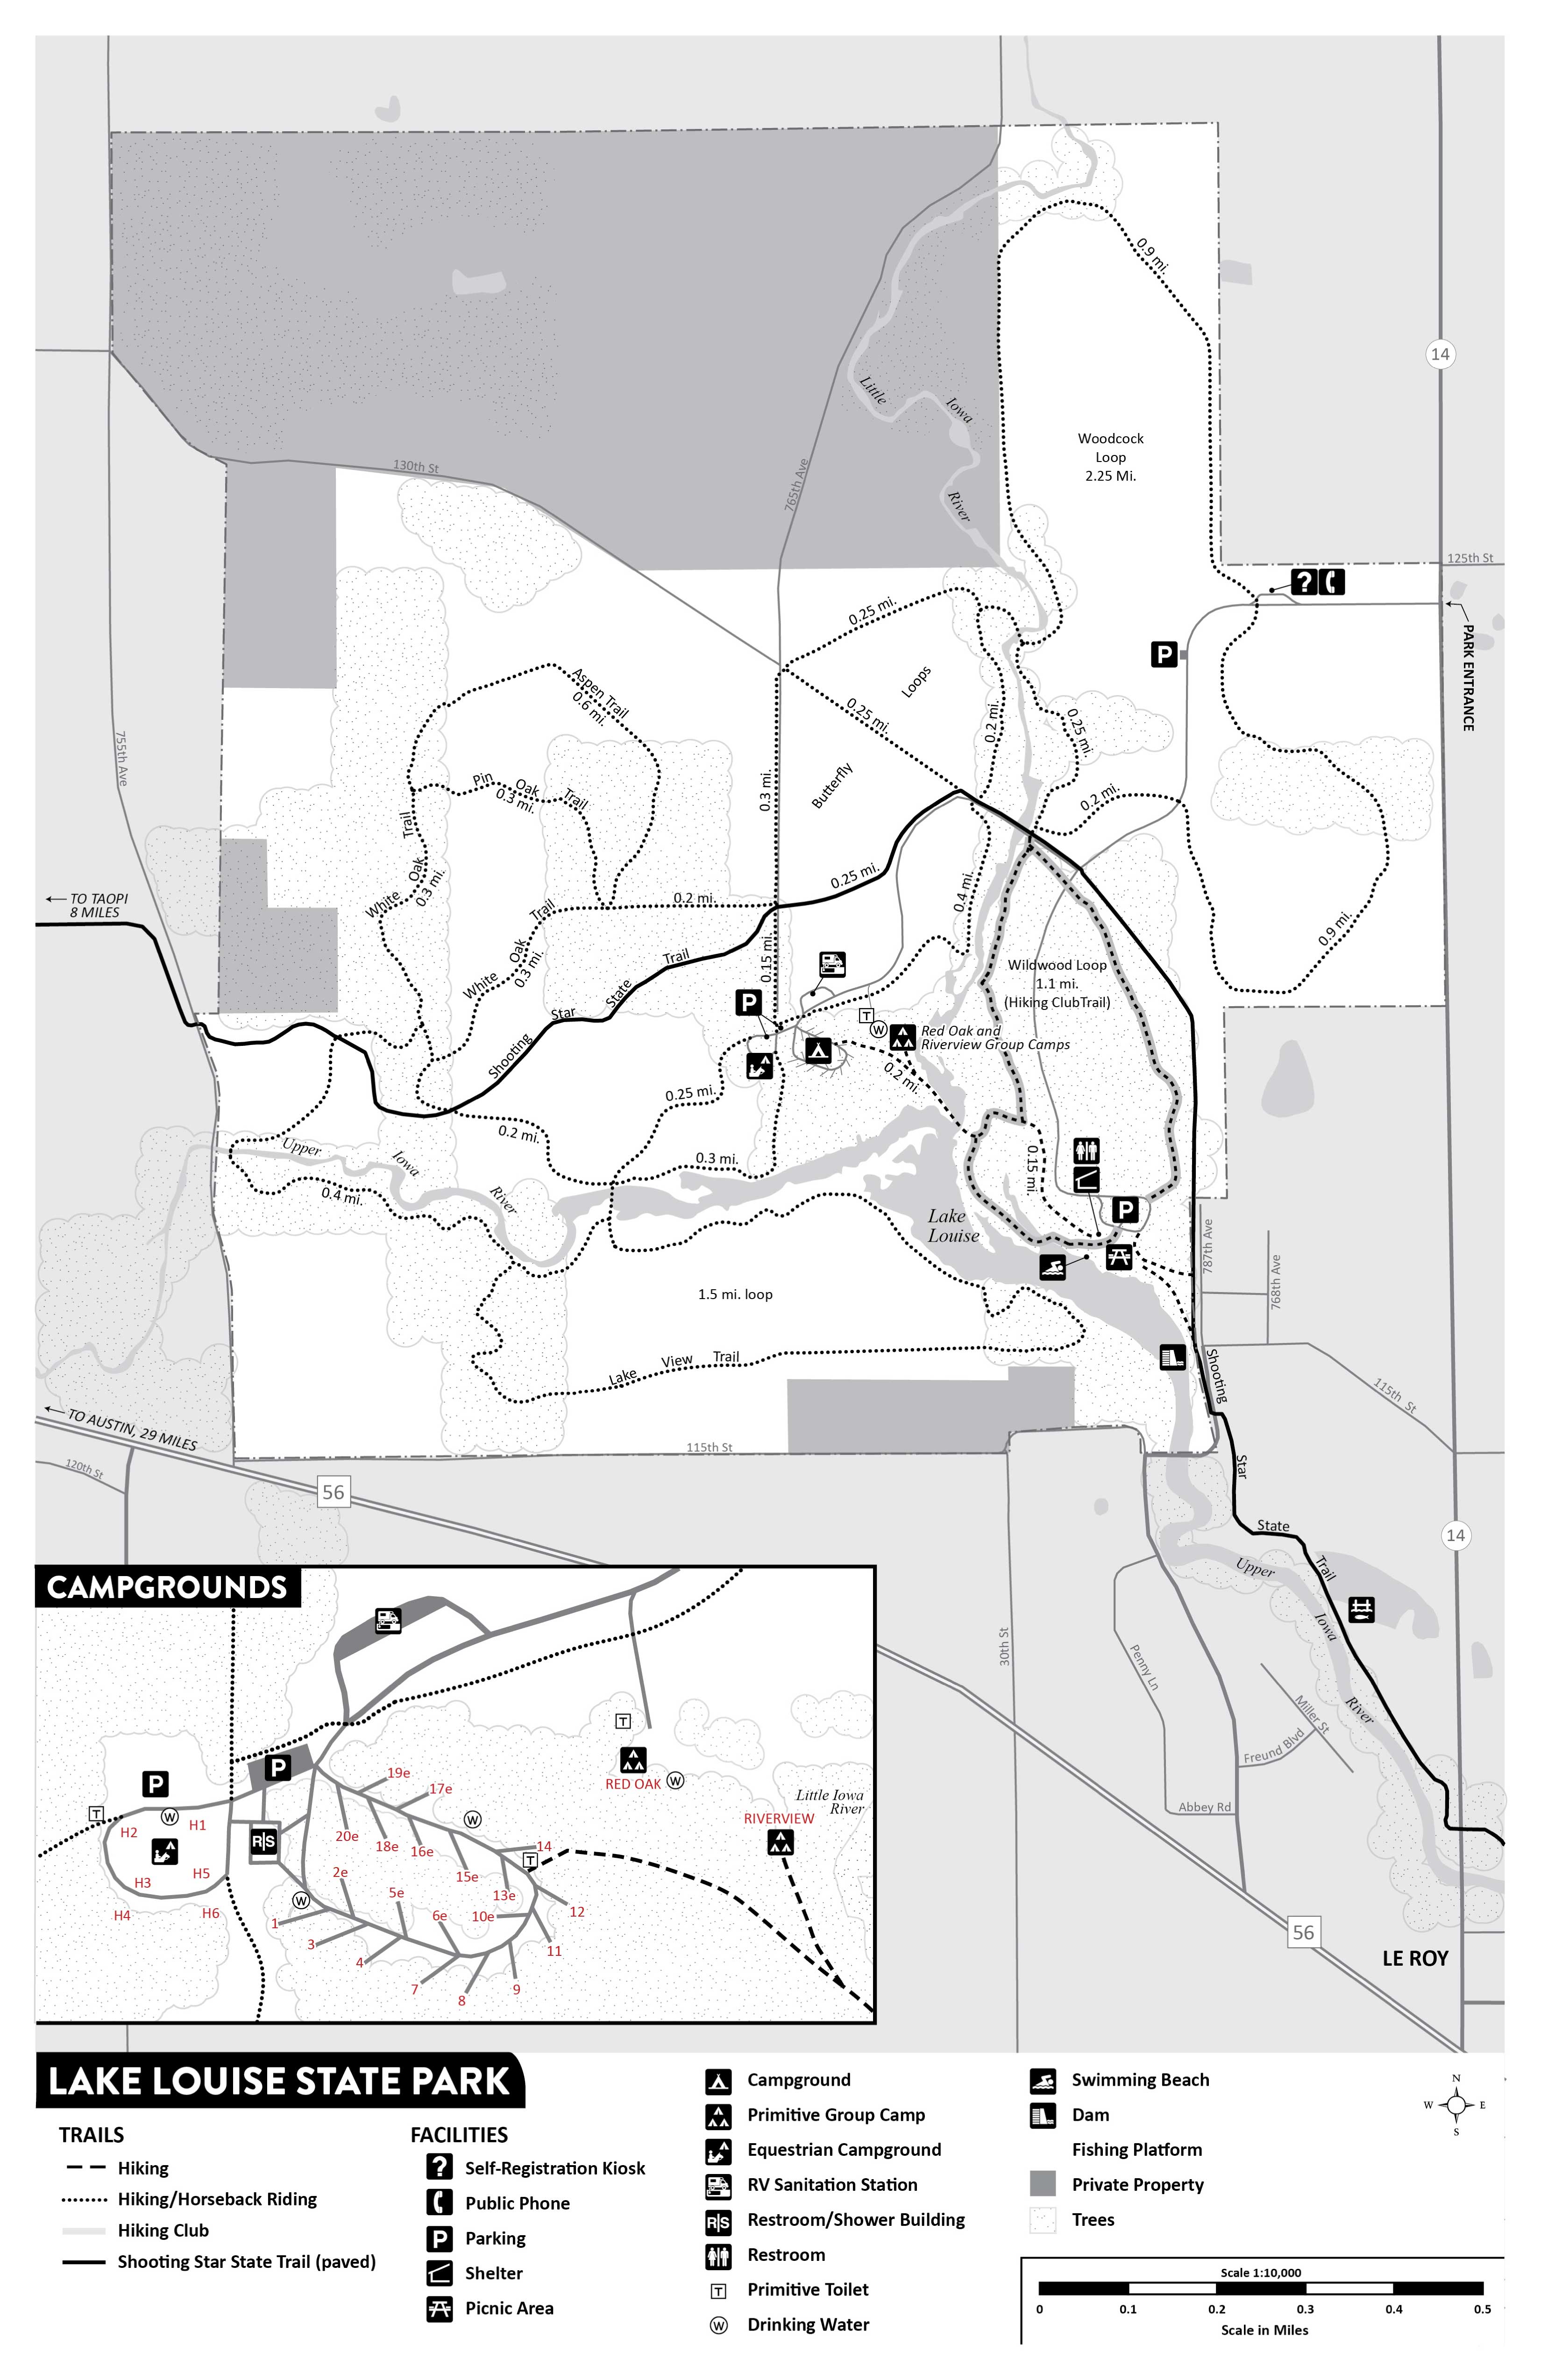 0.9 mi.
14
Little
Iowa
River
Woodcock
Loop
2.25 Mi.
130th St
765th Ave
125th St
PARK ENTRANCE
?
P
0.25 mi.
Loops
Aspen Trail
0.6 mi.
0.25 mi.
0.2 mi.
0.25 mi.
755th Ave
Pin Oak Trail
0.3 mi.
0.3 mi.
Butterfly
0.2 mi.
White Oak Trail
0.3 mi.
0.25 mi.
0.4 mi.
← TO TAOPI
8 MILES
0.2 mi.
White Oak Trail
0.3 mi.
0.9 mi.
0.15 mi.
Shooting Star State Trail
Wildwood Loop
1.1 mi.
(Hiking ClubTrail)
P
T
W
Red Oak and
Riverview Group Camps
0.2 mi.
0.25 mi.
0.2 mi.
0.3 mi.
0.15 mi.
Upper Iowa River
0.4 mi.
P
Lake
Louise
787th Ave
768th Ave
1.5 mi. loop
Lake View Trail
Shooting Star State Trail
115th St
← TO AUSTIN, 29 MILES
115th St
120th St
56
14
Upper Iowa River
30th St
Penny Ln
Miller St
Freund Blvd
Abbey Rd
56
LE ROY
CAMPGROUNDS
P
P
T
W
H1
H2
H3
H4
H5
H6
R|S
W
19e
17e
20e
18e
16e
W
15e
14
T
13e
2e
5e
6e
10e
12
1
3
4
7
8
9
11
T
RED OAK
W
Little Iowa
River
RIVERVIEW
LAKE LOUISE STATE PARK
TRAILS
Hiking
Hiking/Horseback Riding
Hiking Club
Shooting Star State Trail (paved)
FACILITIES
? Self-Registration Kiosk
Public Phone
P Parking
Shelter
Picnic Area
Campground
Primitive Group Camp
Equestrian Campground
RV Sanitation Station
R|S Restroom/Shower Building
Restroom
T Primitive Toilet
W Drinking Water
Swimming Beach
Dam
Fishing Platform
Private Property
Trees
N
W E
S
Scale 1:10,000
0 0.1 0.2 0.3 0.4 0.5
Scale in Miles